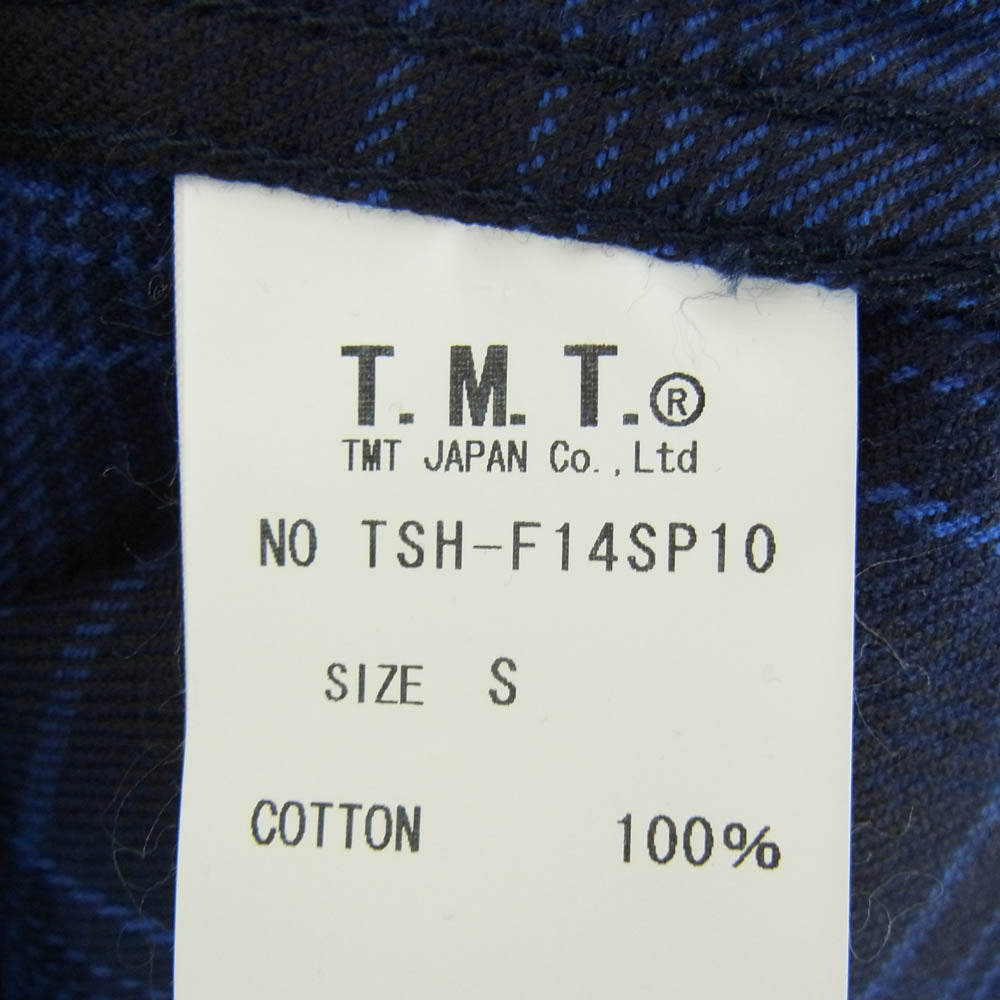 T.M.T.®
TMT JAPAN Co.,Ltd
NO TSH-F14SP10
SIZE S
COTTON 100%